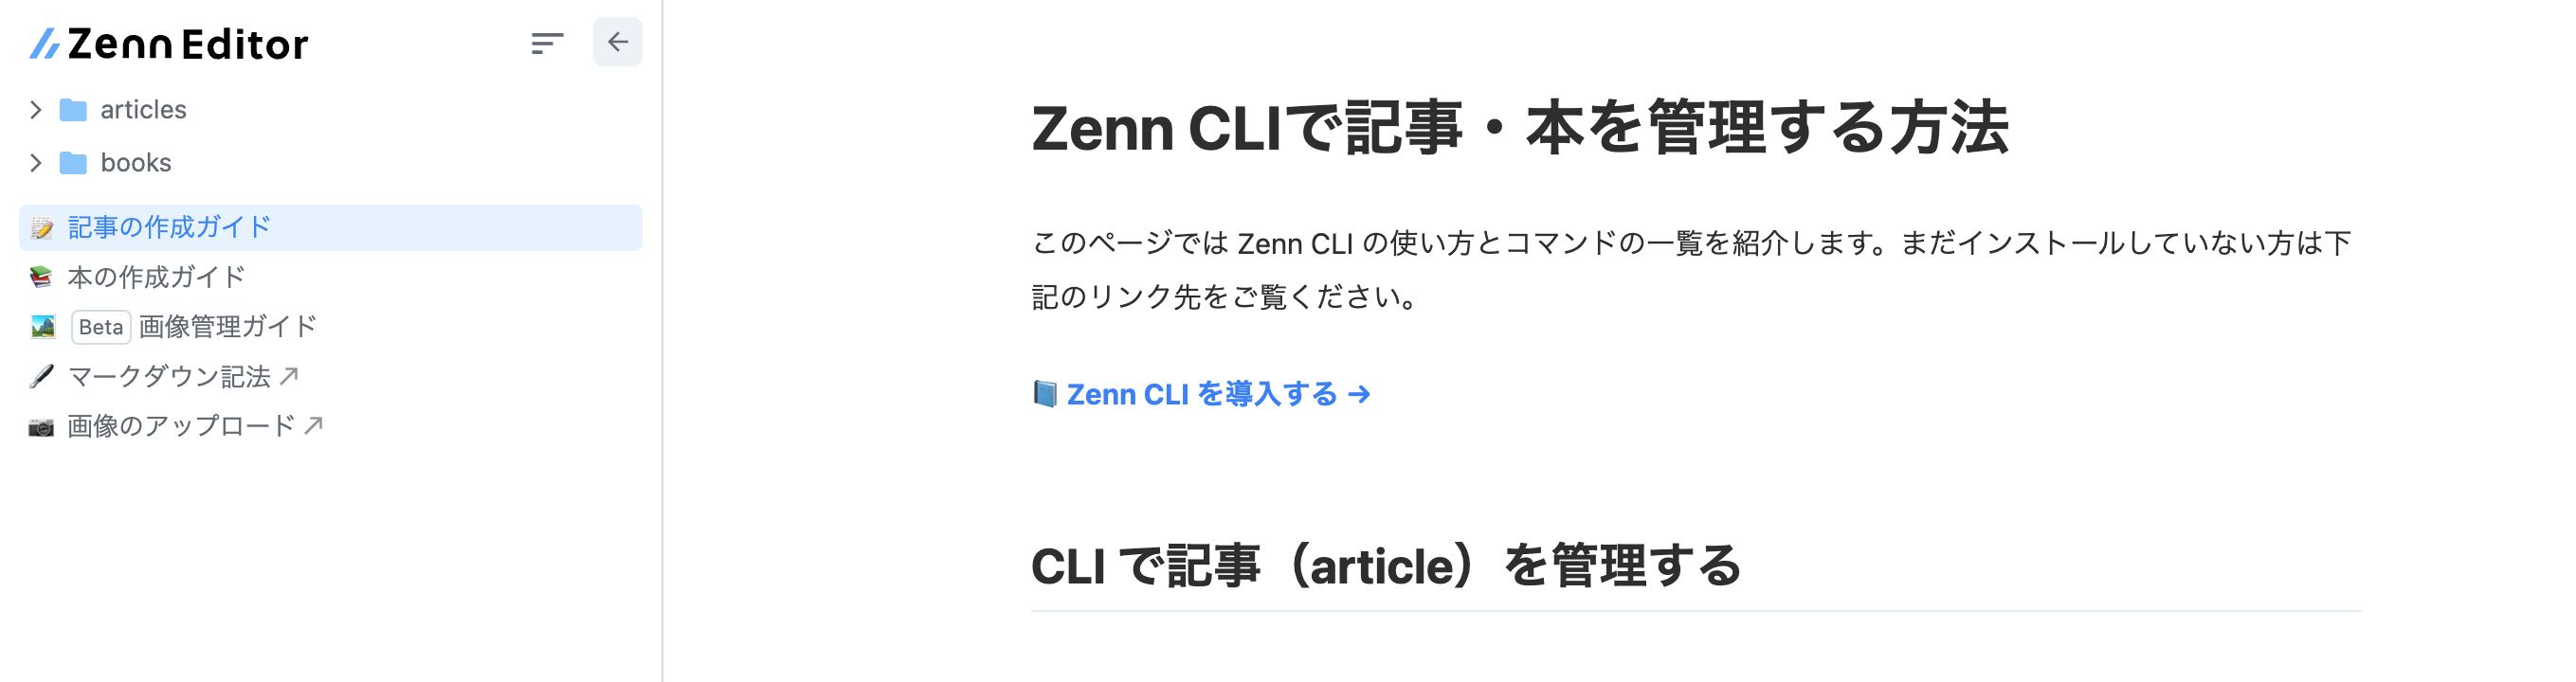 Zenn Editor
articles
books
記事の作成ガイド
本の作成ガイド
Beta 画像管理ガイド
マークダウン記法
画像のアップロード
Zenn CLIで記事・本を管理する方法
このページでは Zenn CLI の使い方とコマンドの一覧を紹介します。まだインストールしていない方は下
記のリンク先をご覧ください。
Zenn CLI を導入する →
CLI で記事（article）を管理する